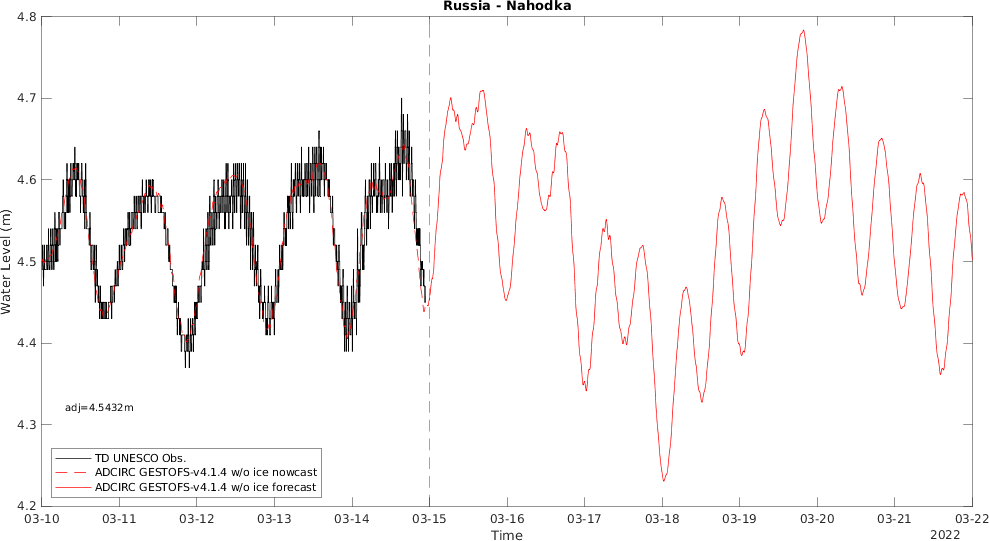 Russia - Nahodka
4.8
4.7
4.6
4.5
4.4
4.3
4.2
Water Level (m)
adj=4.5432m
TD UNESCO Obs.
ADCIRC GESTOFS-v4.1.4 w/o ice nowcast
ADCIRC GESTOFS-v4.1.4 w/o ice forecast
03-10 03-11 03-12 03-13 03-14 03-15 03-16 03-17 03-18 03-19 03-20 03-21 03-22
Time
2022